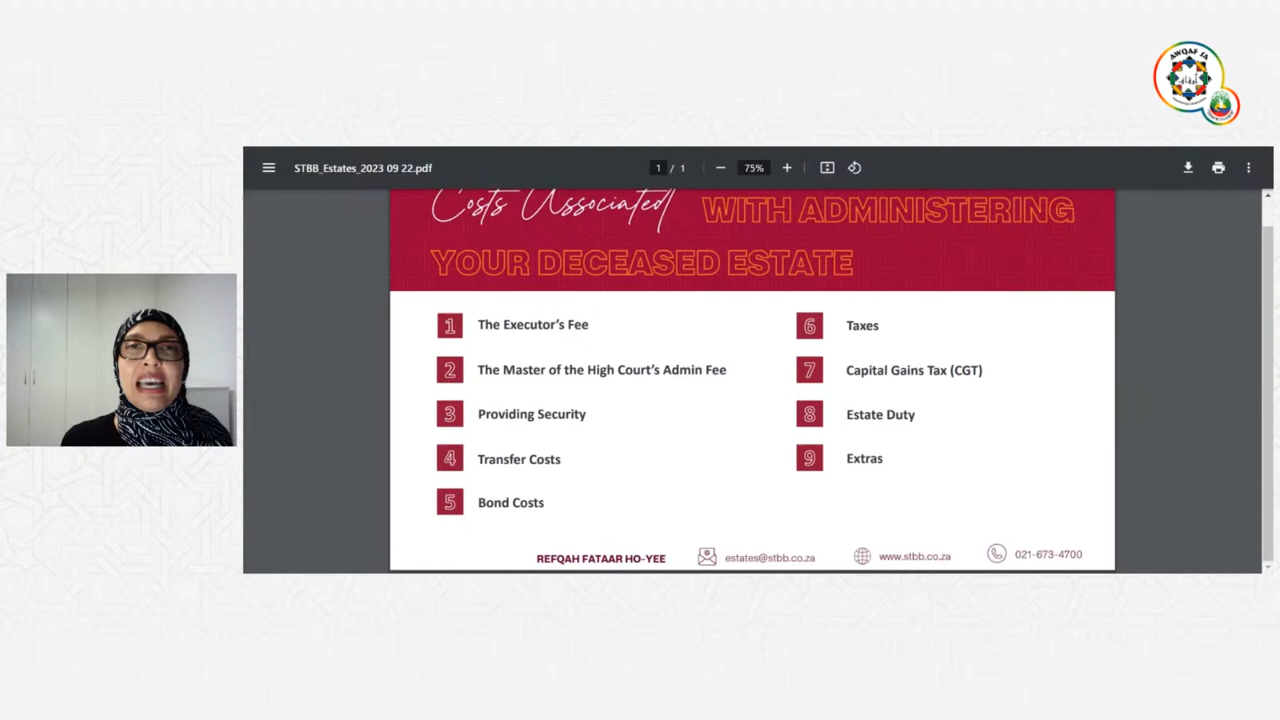 AWQAF SA
STBB_Estates_2023 09 22.pdf
1 / 1
75%
Costs Associated WITH ADMINISTERING
YOUR DECEASED ESTATE
1 The Executor's Fee
2 The Master of the High Court's Admin Fee
3 Providing Security
4 Transfer Costs
5 Bond Costs
6 Taxes
7 Capital Gains Tax (CGT)
8 Estate Duty
9 Extras
REFQAH FATAAR HO-YEE
estates@stbb.co.za
www.stbb.co.za
021-673-4700